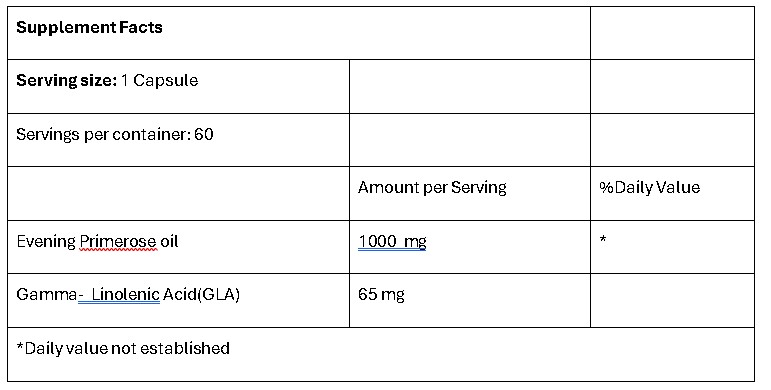 Supplement Facts
Serving size: 1 Capsule
Servings per container: 60
Amount per Serving %Daily Value
Evening Primerose oil 1000 mg *
Gamma- Linolenic Acid(GLA) 65 mg
*Daily value not established